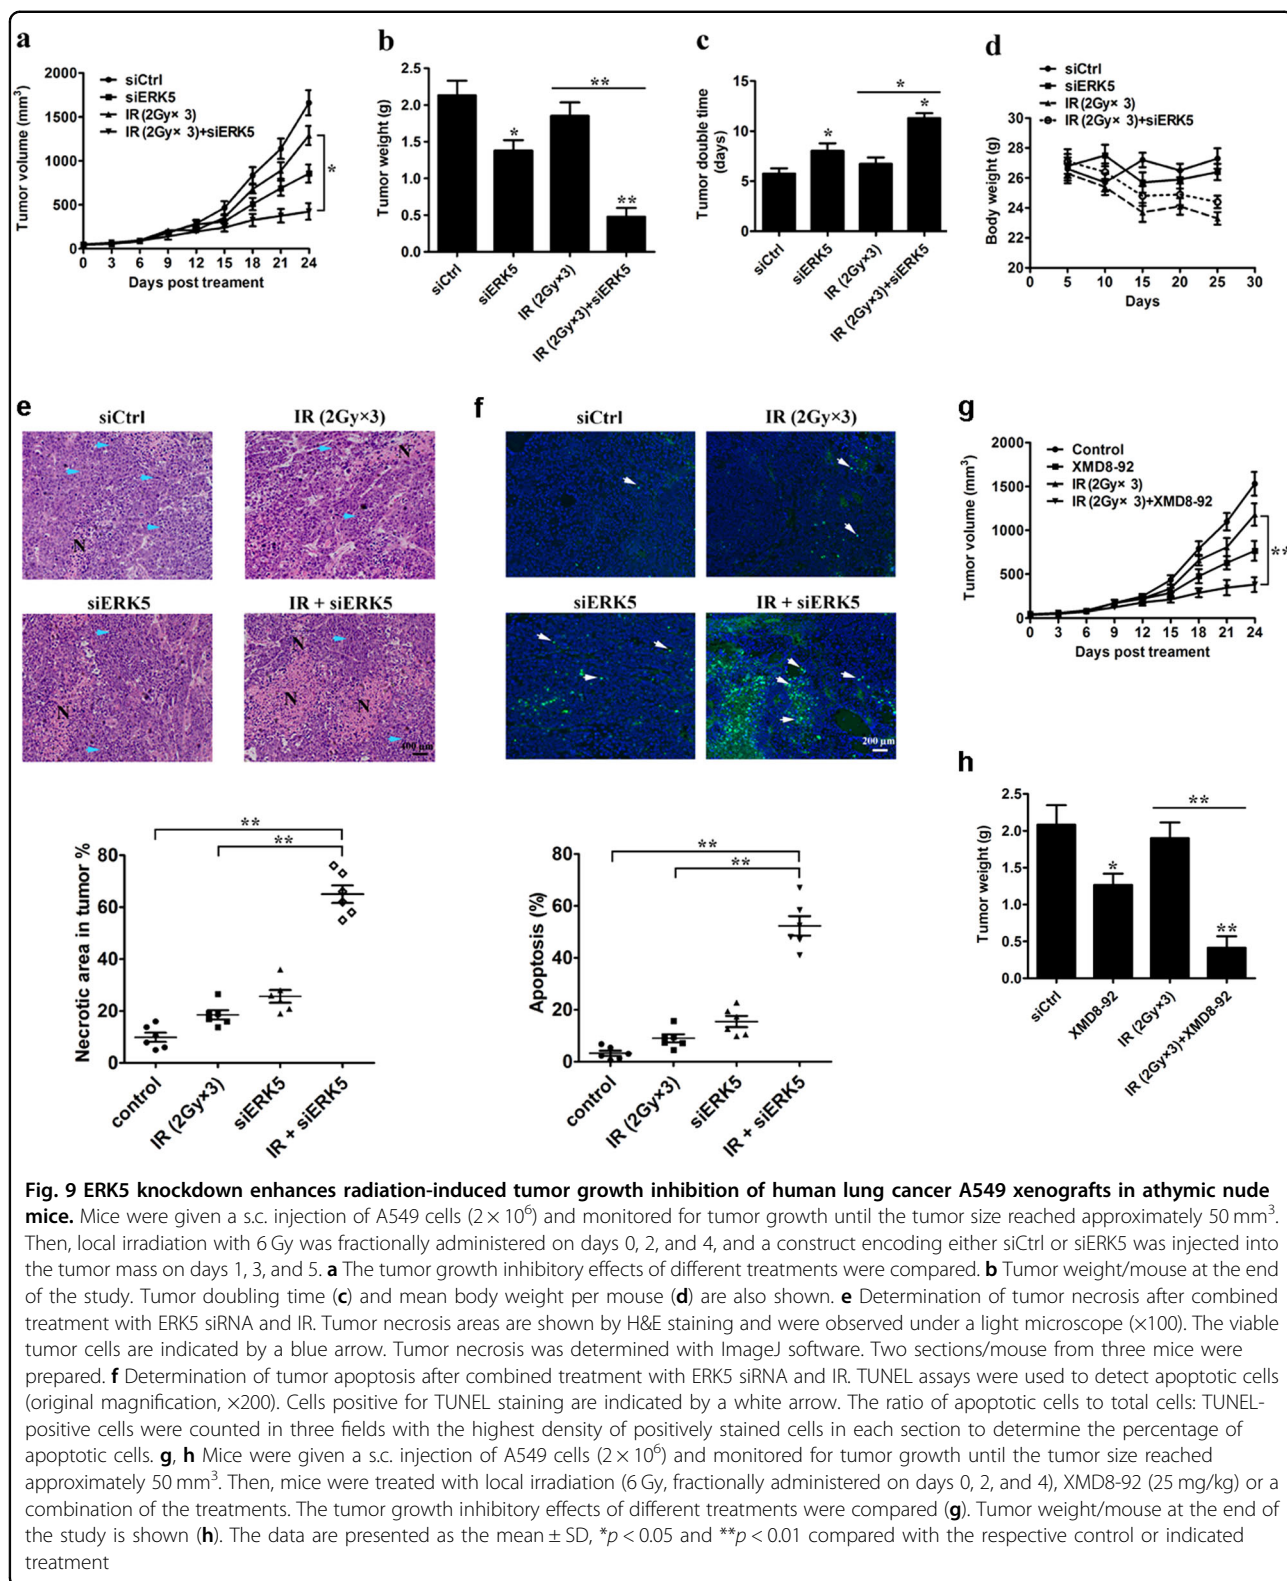 a
2000
1500
1000
500
0
Tumor volume (mm³)
siCtrl
siERK5
IR (2Gy× 3)
IR (2Gy× 3)+siERK5
*
0 3 6 9 12 15 18 21 24
Days post treament
b
2.5
2.0
1.5
1.0
0.5
0.0
Tumor weight (g)
*
**
**
siCtrl
siERK5
IR (2Gy×3)
IR (2Gy×3)+siERK5
c
15
10
5
0
Tumor double time
(days)
*
*
*
siCtrl
siERK5
IR (2Gy×3)
IR (2Gy×3)+siERK5
d
siCtrl
siERK5
IR (2Gy× 3)
IR (2Gy× 3)+siERK5
30
28
26
24
22
20
Body weight (g)
0 5 10 15 20 25 30
Days
e
siCtrl
IR (2Gy×3)
N
N
siERK5
IR + siERK5
N
N
N
N
400 µm
80
60
40
20
0
Necrotic area in tumor %
**
**
control
IR (2Gy×3)
siERK5
IR + siERK5
f
siCtrl
IR (2Gy×3)
siERK5
IR + siERK5
200 µm
80
60
40
20
0
Apoptosis (%)
**
**
control
IR (2Gy×3)
siERK5
IR + siERK5
g
2000
1500
1000
500
0
Tumor volume (mm³)
Control
XMD8-92
IR (2Gy× 3)
IR (2Gy× 3)+XMD8-92
**
0 3 6 9 12 15 18 21 24
Days post treament
h
2.5
2.0
1.5
1.0
0.5
0.0
Tumor weight (g)
*
**
**
siCtrl
XMD8-92
IR (2Gy×3)
IR (2Gy×3)+XMD8-92
Fig. 9 ERK5 knockdown enhances radiation-induced tumor growth inhibition of human lung cancer A549 xenografts in athymic nude
mice. Mice were given a s.c. injection of A549 cells (2 × 10⁶) and monitored for tumor growth until the tumor size reached approximately 50 mm³.
Then, local irradiation with 6 Gy was fractionally administered on days 0, 2, and 4, and a construct encoding either siCtrl or siERK5 was injected into
the tumor mass on days 1, 3, and 5. a The tumor growth inhibitory effects of different treatments were compared. b Tumor weight/mouse at the end
of the study. Tumor doubling time (c) and mean body weight per mouse (d) are also shown. e Determination of tumor necrosis after combined
treatment with ERK5 siRNA and IR. Tumor necrosis areas are shown by H&E staining and were observed under a light microscope (×100). The viable
tumor cells are indicated by a blue arrow. Tumor necrosis was determined with ImageJ software. Two sections/mouse from three mice were
prepared. f Determination of tumor apoptosis after combined treatment with ERK5 siRNA and IR. TUNEL assays were used to detect apoptotic cells
(original magnification, ×200). Cells positive for TUNEL staining are indicated by a white arrow. The ratio of apoptotic cells to total cells: TUNEL-
positive cells were counted in three fields with the highest density of positively stained cells in each section to determine the percentage of
apoptotic cells. g, h Mice were given a s.c. injection of A549 cells (2 × 10⁶) and monitored for tumor growth until the tumor size reached
approximately 50 mm³. Then, mice were treated with local irradiation (6 Gy, fractionally administered on days 0, 2, and 4), XMD8-92 (25 mg/kg) or a
combination of the treatments. The tumor growth inhibitory effects of different treatments were compared (g). Tumor weight/mouse at the end of
the study is shown (h). The data are presented as the mean ± SD, *p < 0.05 and **p < 0.01 compared with the respective control or indicated
treatment